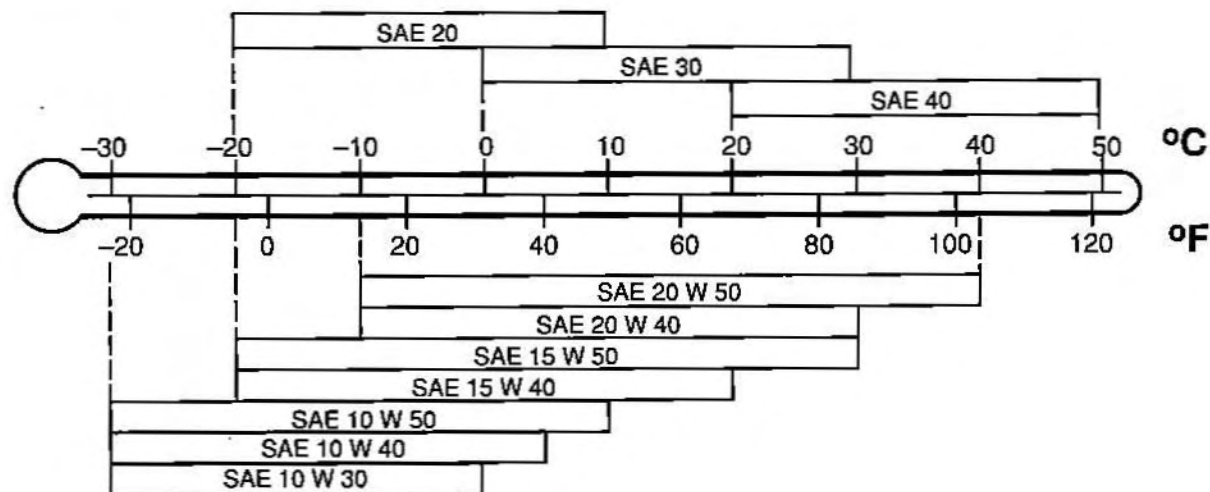 SAE 20
SAE 30
SAE 40
–30 –20 –10 0 10 20 30 40 50 ºC
–20 0 20 40 60 80 100 120 ºF
SAE 20 W 50
SAE 20 W 40
SAE 15 W 50
SAE 15 W 40
SAE 10 W 50
SAE 10 W 40
SAE 10 W 30